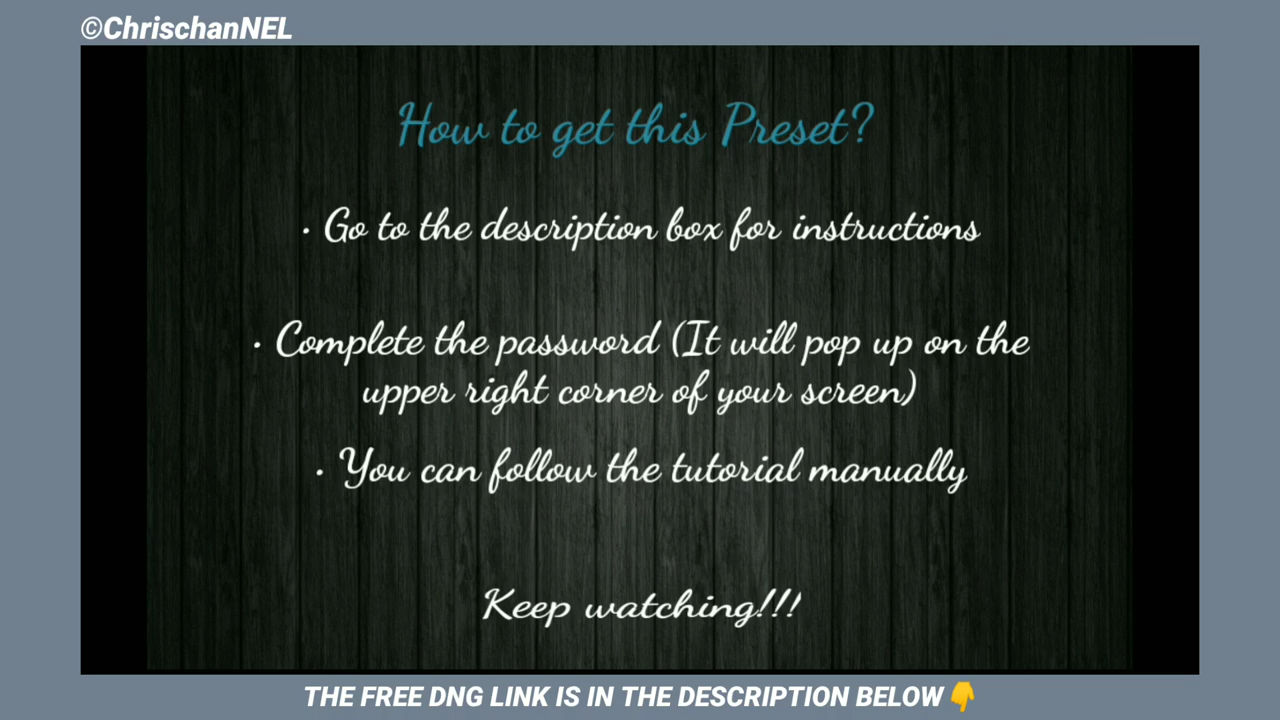 ©ChrischanNEL
How to get this Preset?
• Go to the description box for instructions
• Complete the password (It will pop up on the
upper right corner of your screen)
• You can follow the tutorial manually
Keep watching!!!
THE FREE DNG LINK IS IN THE DESCRIPTION BELOW👇